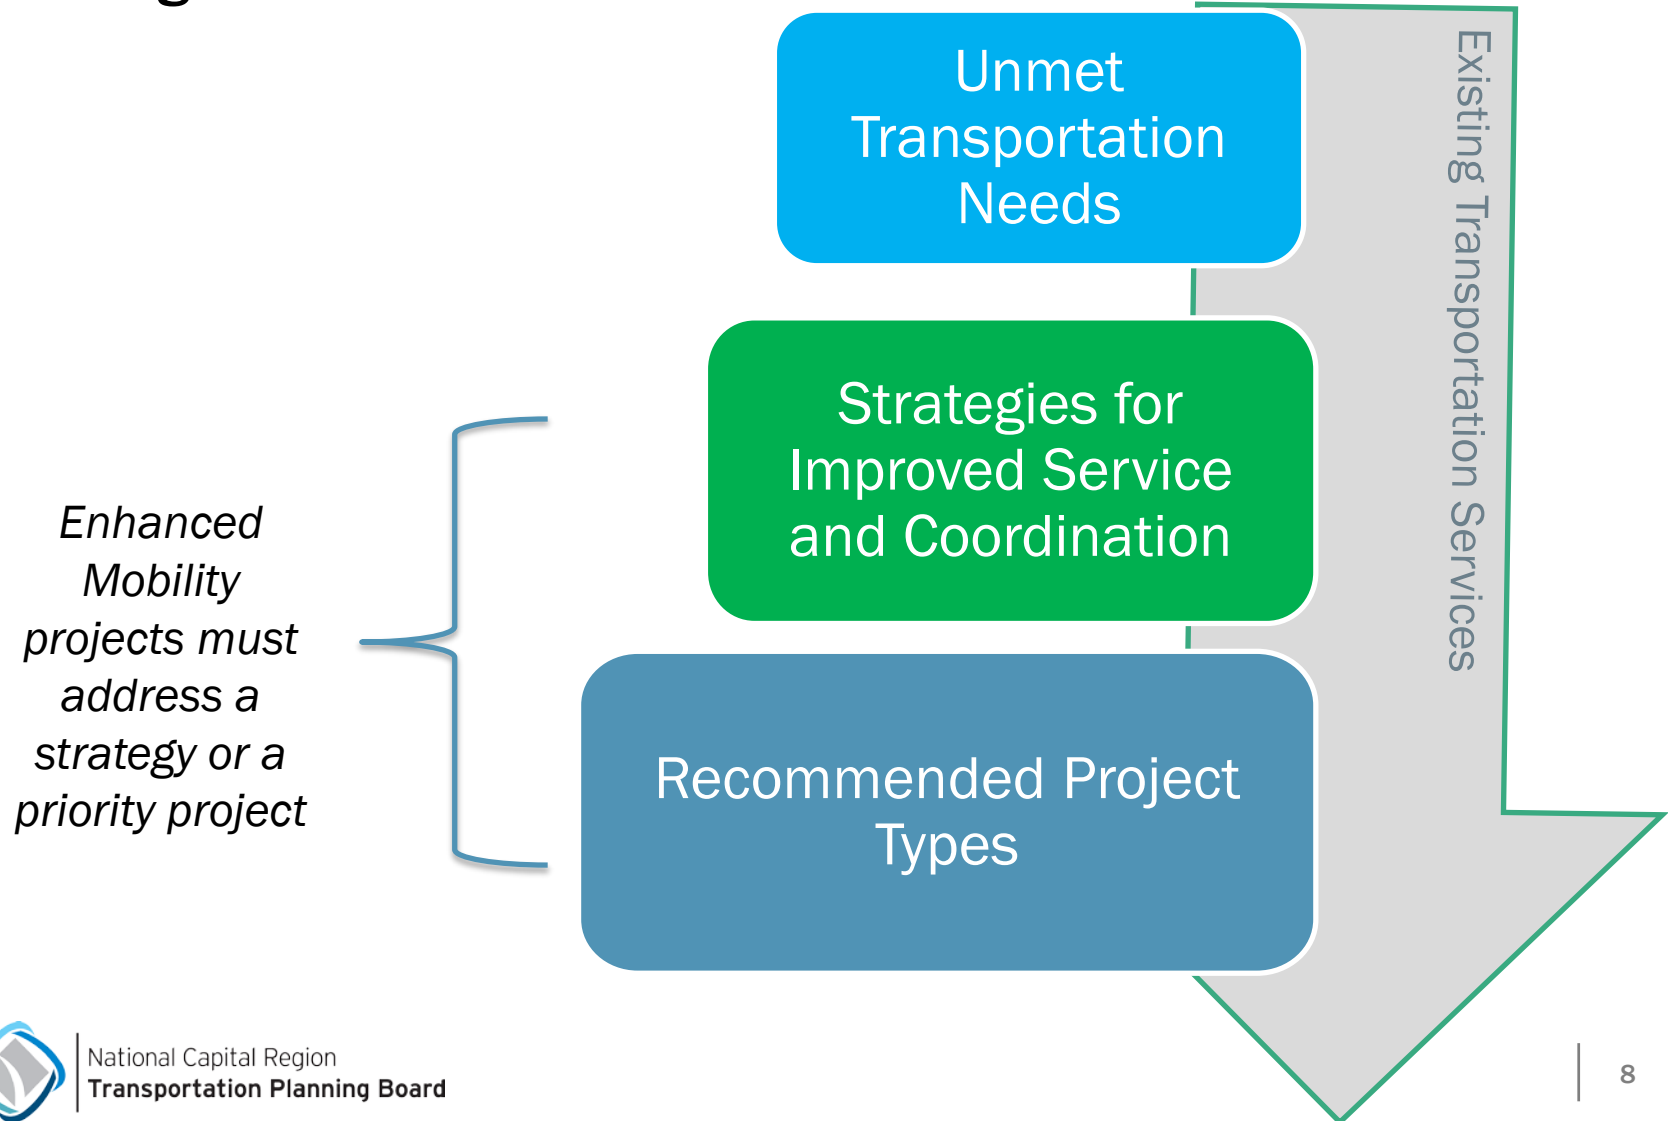 Unmet
Transportation
Needs
Existing Transportation Services
Strategies for
Improved Service
and Coordination
Enhanced
Mobility
projects must
address a
strategy or a
priority project
Recommended Project
Types
National Capital Region
Transportation Planning Board
8